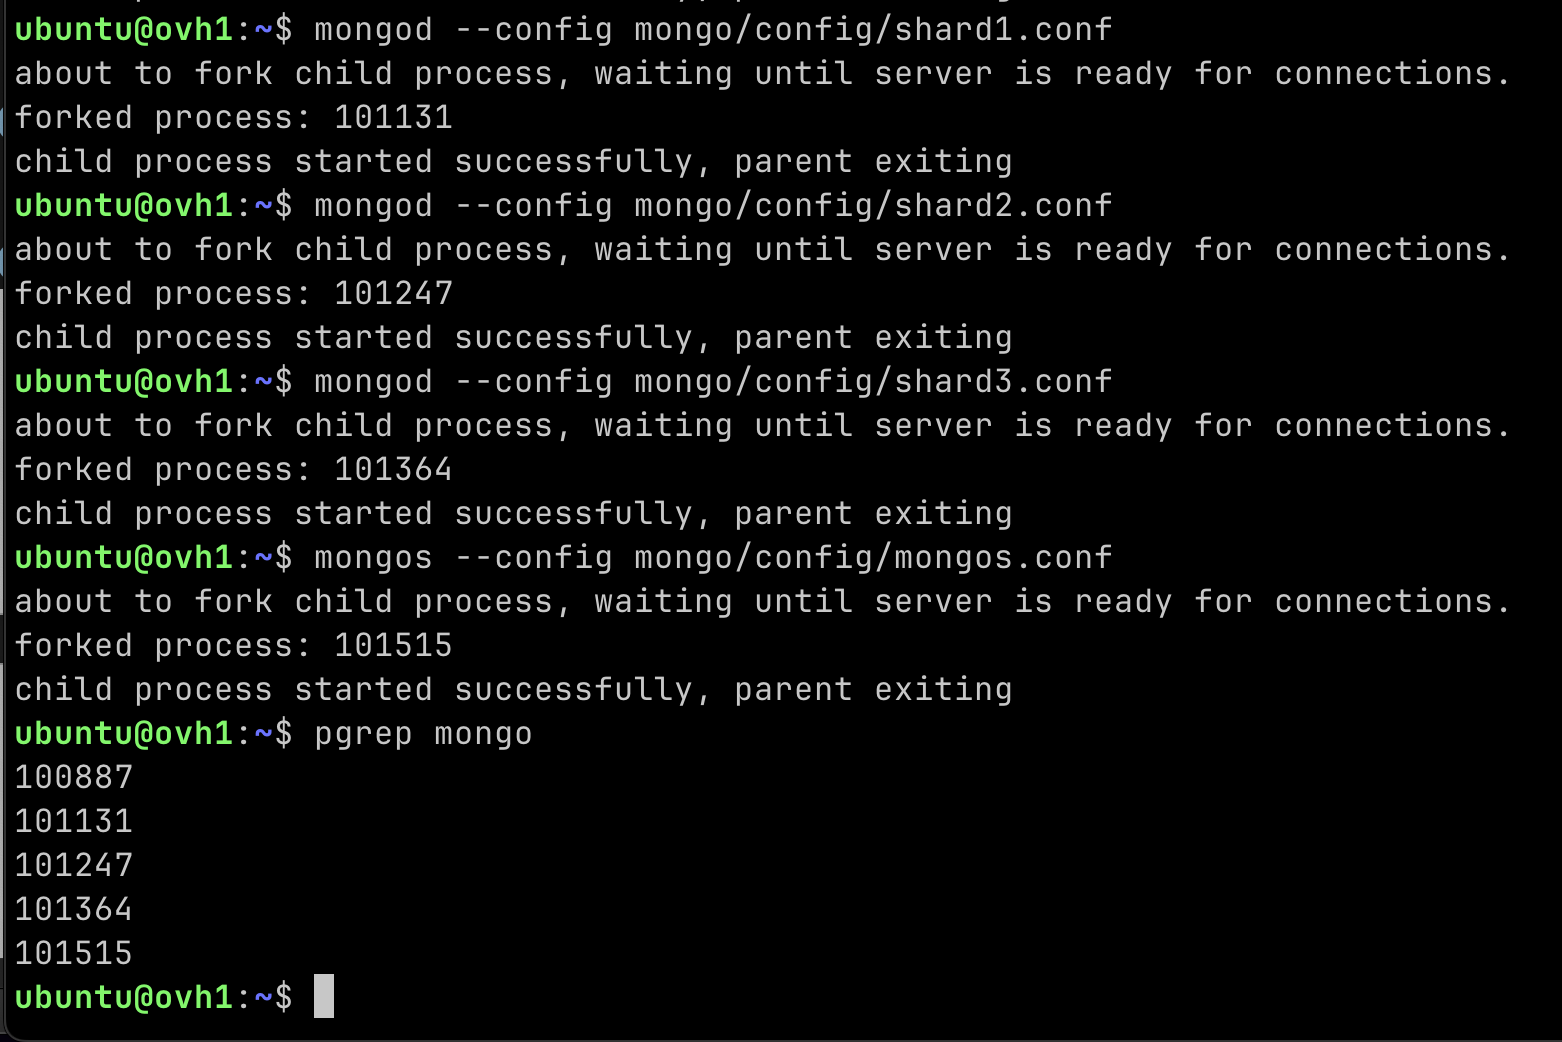 ubuntu@ovh1:~$ mongod --config mongo/config/shard1.conf
about to fork child process, waiting until server is ready for connections.
forked process: 101131
child process started successfully, parent exiting
ubuntu@ovh1:~$ mongod --config mongo/config/shard2.conf
about to fork child process, waiting until server is ready for connections.
forked process: 101247
child process started successfully, parent exiting
ubuntu@ovh1:~$ mongod --config mongo/config/shard3.conf
about to fork child process, waiting until server is ready for connections.
forked process: 101364
child process started successfully, parent exiting
ubuntu@ovh1:~$ mongos --config mongo/config/mongos.conf
about to fork child process, waiting until server is ready for connections.
forked process: 101515
child process started successfully, parent exiting
ubuntu@ovh1:~$ pgrep mongo
100887
101131
101247
101364
101515
ubuntu@ovh1:~$